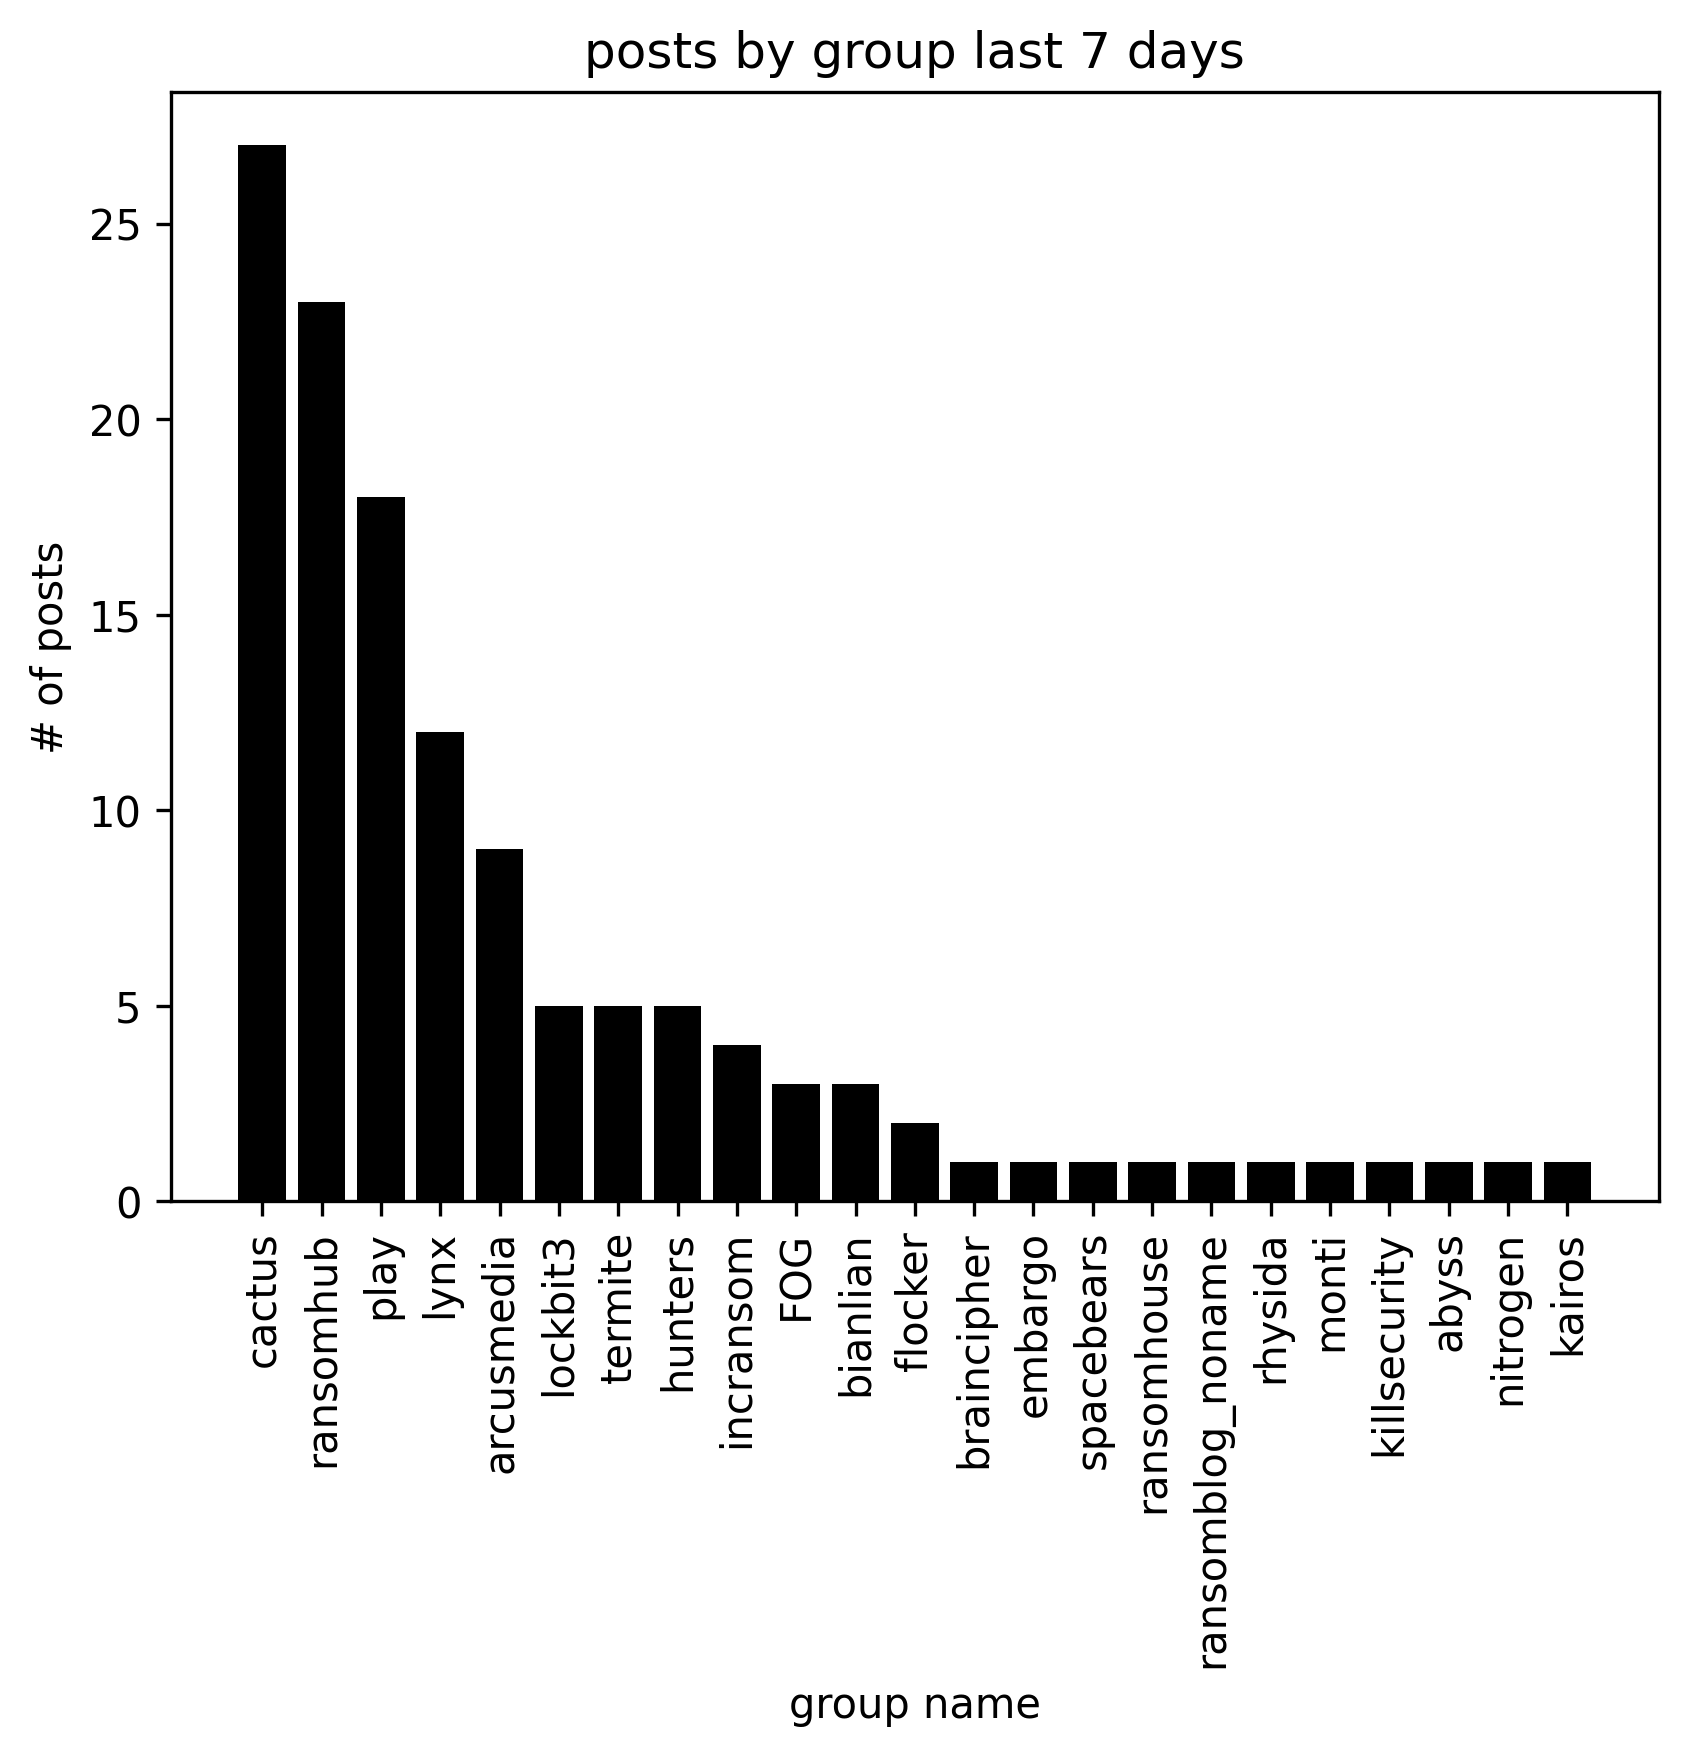 posts by group last 7 days
# of posts
25
20
15
10
5
0
cactus
ransomhub
play
lynx
arcusmedia
lockbit3
termite
hunters
incransom
FOG
bianlian
flocker
braincipher
embargo
spacebears
ransomhouse
ransomblog_noname
rhysida
monti
killsecurity
abyss
nitrogen
kairos
group name